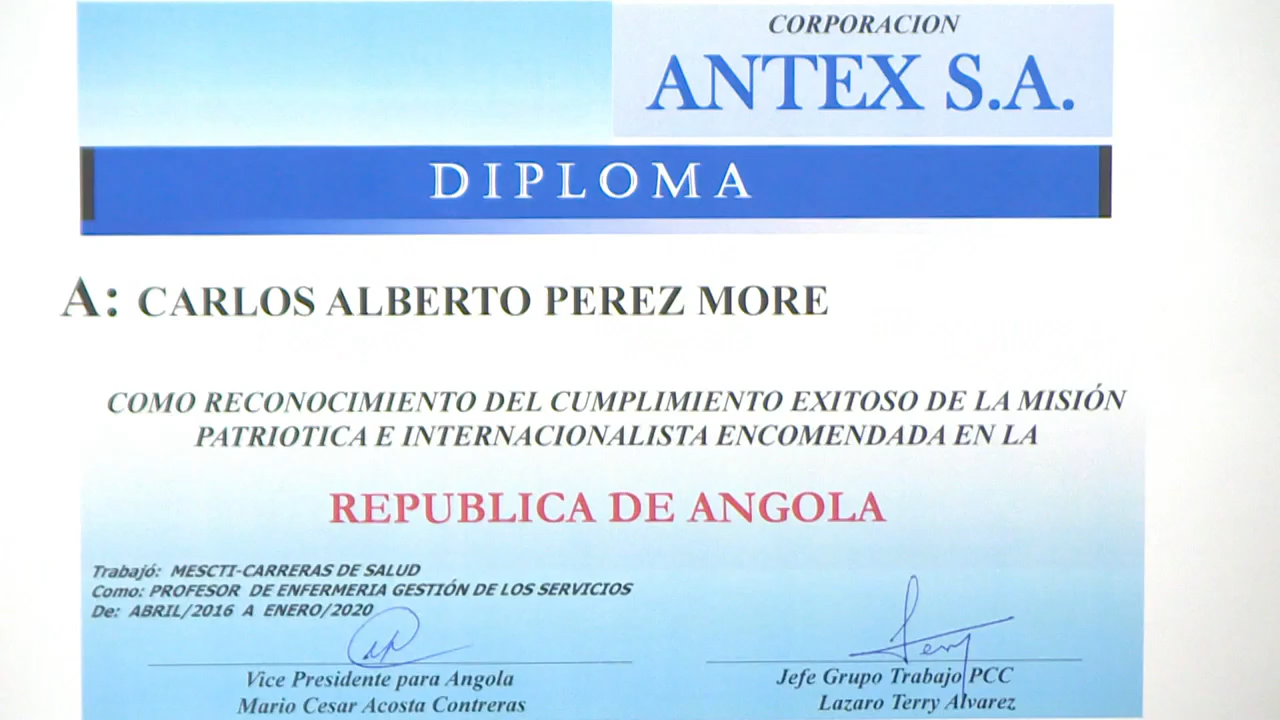 CORPORACION
ANTEX S.A.
DIPLOMA
A: CARLOS ALBERTO PEREZ MORE
COMO RECONOCIMIENTO DEL CUMPLIMIENTO EXITOSO DE LA MISIÓN
PATRIOTICA E INTERNACIONALISTA ENCOMENDADA EN LA
REPUBLICA DE ANGOLA
Trabajó: MESCTI-CARRERAS DE SALUD
Como: PROFESOR DE ENFERMERIA GESTIÓN DE LOS SERVICIOS
De: ABRIL/2016 A ENERO/2020
Vice Presidente para Angola
Mario Cesar Acosta Contreras
Jefe Grupo Trabajo PCC
Lazaro Terry Alvarez